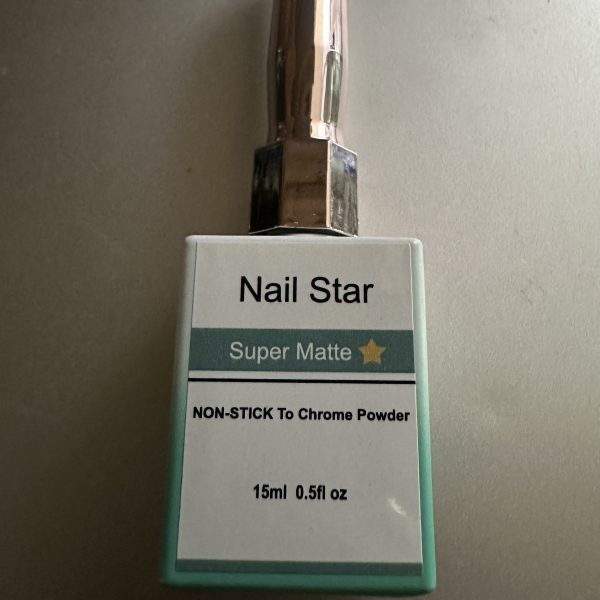 Nail Star
Super Matte
NON-STICK To Chrome Powder
15ml 0.5fl oz